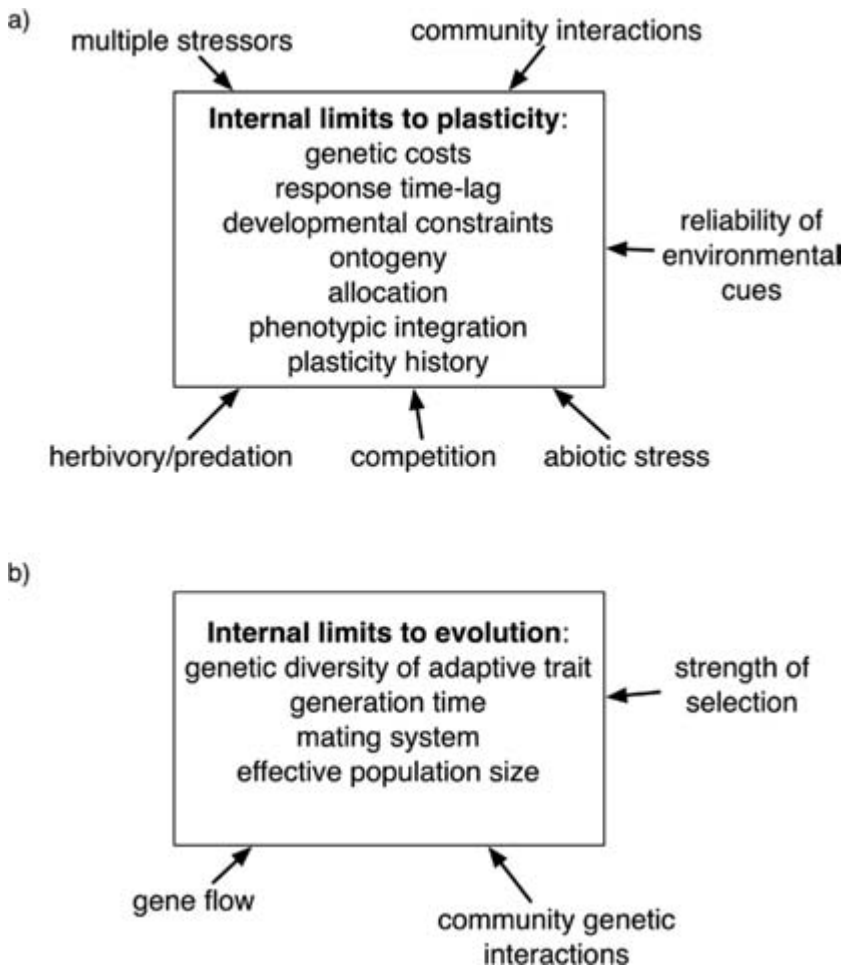 a)
multiple stressors
community interactions
Internal limits to plasticity:
genetic costs
response time-lag
developmental constraints
ontogeny
allocation
phenotypic integration
plasticity history
reliability of
environmental
cues
herbivory/predation
competition
abiotic stress
b)
Internal limits to evolution:
genetic diversity of adaptive trait
generation time
mating system
effective population size
strength of
selection
gene flow
community genetic
interactions